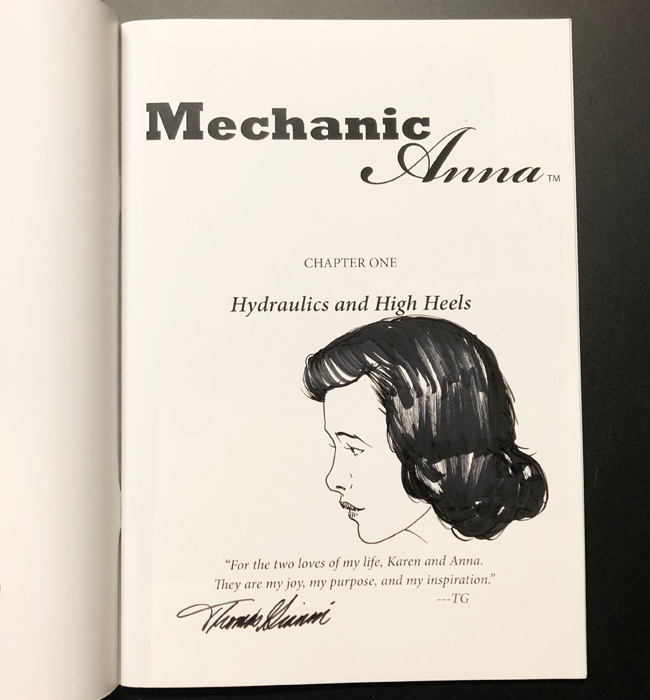 Mechanic
Anna™
CHAPTER ONE
Hydraulics and High Heels
“For the two loves of my life, Karen and Anna.
They are my joy, my purpose, and my inspiration.”
---TG